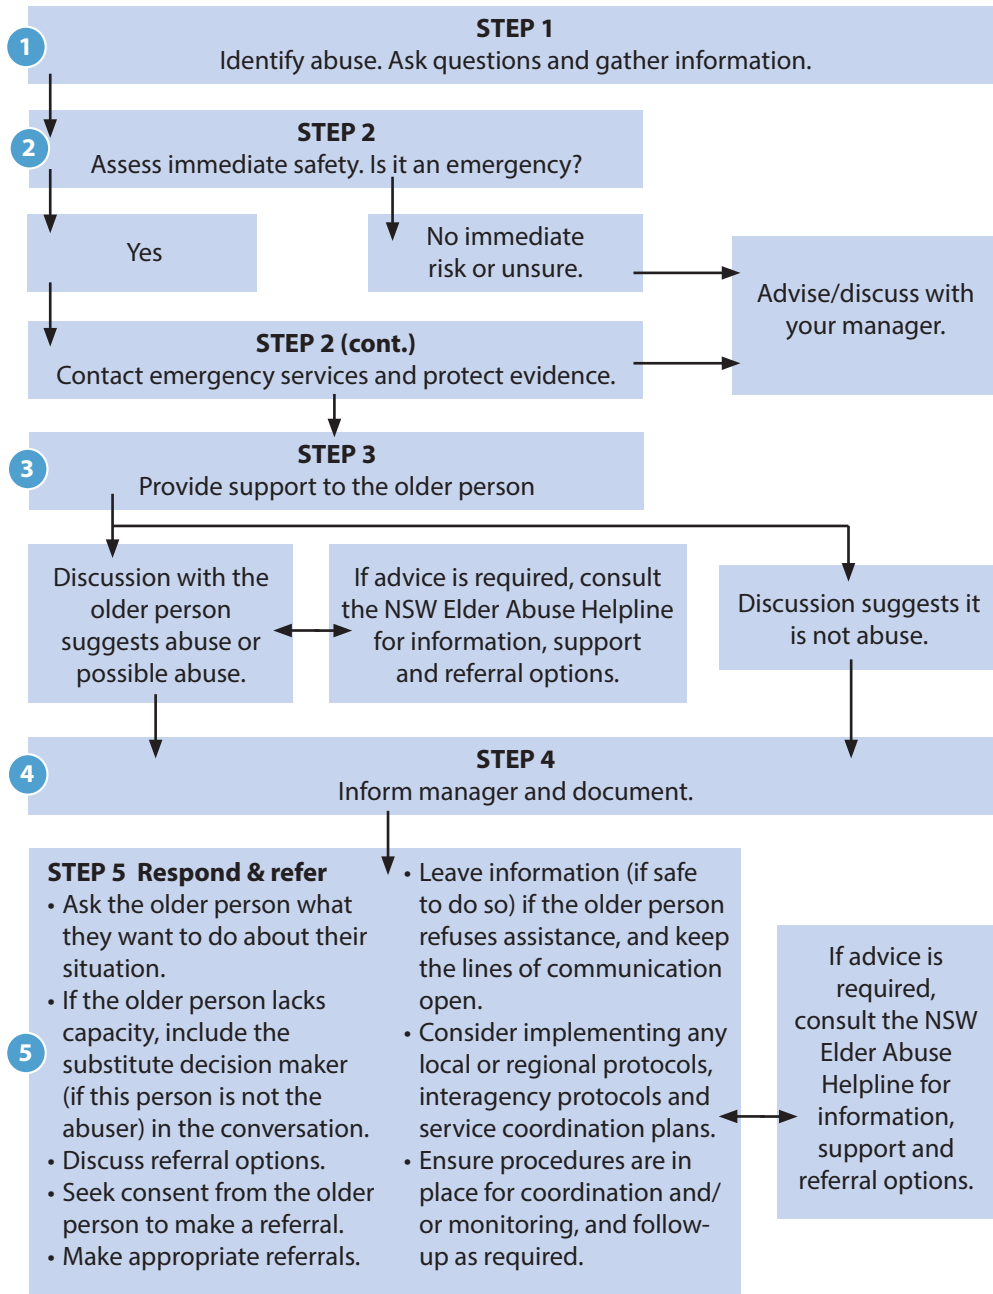 1
STEP 1
Identify abuse. Ask questions and gather information.
2
STEP 2
Assess immediate safety. Is it an emergency?
Yes
No immediate
risk or unsure.
Advise/discuss with
your manager.
STEP 2 (cont.)
Contact emergency services and protect evidence.
3
STEP 3
Provide support to the older person
Discussion with the
older person
suggests abuse or
possible abuse.
If advice is required, consult
the NSW Elder Abuse Helpline
for information, support
and referral options.
Discussion suggests it
is not abuse.
4
STEP 4
Inform manager and document.
5
STEP 5 Respond & refer
• Ask the older person what
they want to do about their
situation.
• If the older person lacks
capacity, include the
substitute decision maker
(if this person is not the
abuser) in the conversation.
• Discuss referral options.
• Seek consent from the older
person to make a referral.
• Make appropriate referrals.
• Leave information (if safe
to do so) if the older person
refuses assistance, and keep
the lines of communication
open.
• Consider implementing any
local or regional protocols,
interagency protocols and
service coordination plans.
• Ensure procedures are in
place for coordination and/
or monitoring, and follow-
up as required.
If advice is
required,
consult the NSW
Elder Abuse
Helpline for
information,
support and
referral options.